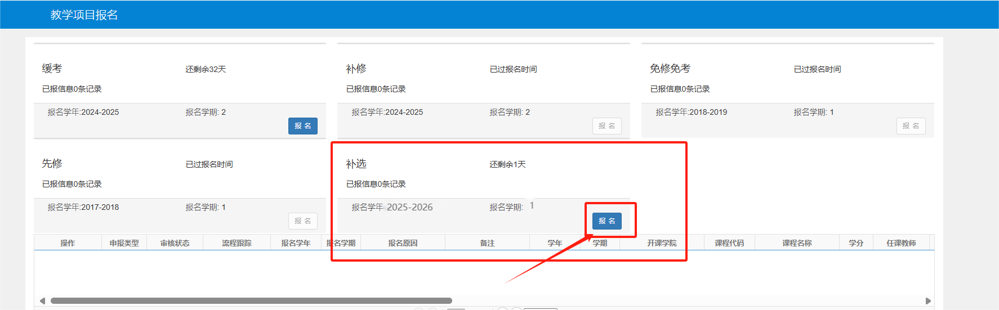 教学项目报名
缓考 还剩余32天
已报信息0条记录
报名学年:2024-2025 报名学期: 2
报 名
补修 已过报名时间
已报信息0条记录
报名学年:2024-2025 报名学期: 2
报 名
免修免考 已过报名时间
已报信息0条记录
报名学年:2018-2019 报名学期: 1
报 名
先修 已过报名时间
已报信息0条记录
报名学年:2017-2018 报名学期: 1
报 名
补选 还剩余1天
已报信息0条记录
报名学年 2025-2026 报名学期: 1
报 名
操作 申报类型 审核状态 流程跟踪 报名学年 报名学期 报名原因 备注 学年 学期 开课学院 课程代码 课程名称 学分 任课教师